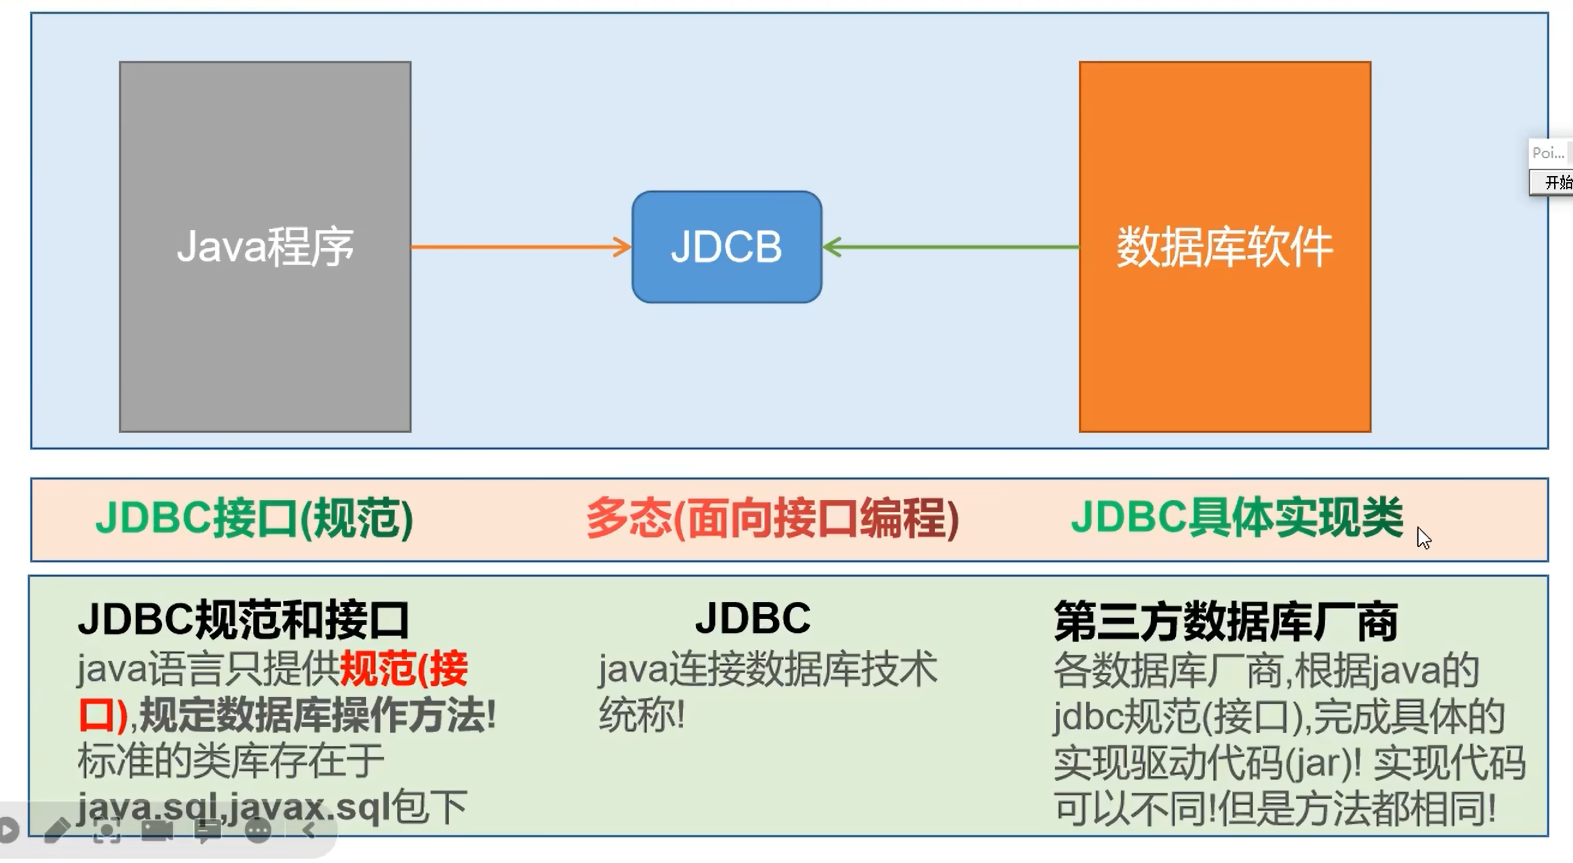 Java程序
JDCB
数据库软件
Poi...
开始
JDBC接口(规范)
多态(面向接口编程)
JDBC具体实现类
JDBC规范和接口
java语言只提供规范(接
口),规定数据库操作方法!
标准的类库存在于
java.sql,javax.sql包下
JDBC
java连接数据库技术
统称!
第三方数据库厂商
各数据库厂商,根据java的
jdbc规范(接口),完成具体的
实现驱动代码(jar)! 实现代码
可以不同!但是方法都相同!